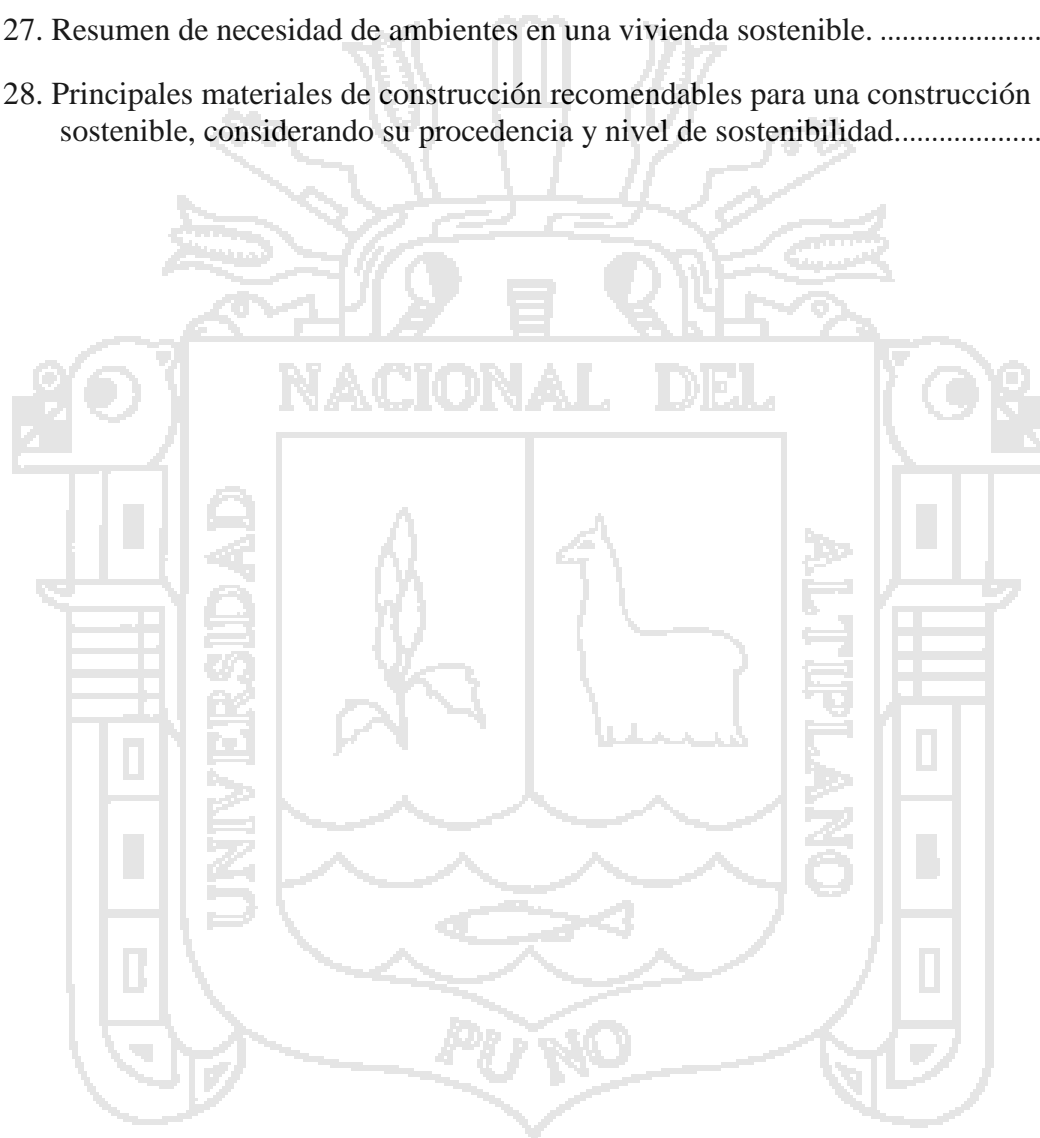 27. Resumen de necesidad de ambientes en una vivienda sostenible. .....................
28. Principales materiales de construcción recomendables para una construcción
sostenible, considerando su procedencia y nivel de sostenibilidad.....................
NACIONAL DEL
UNIVERSIDAD
ALTIPLANO
PUNO